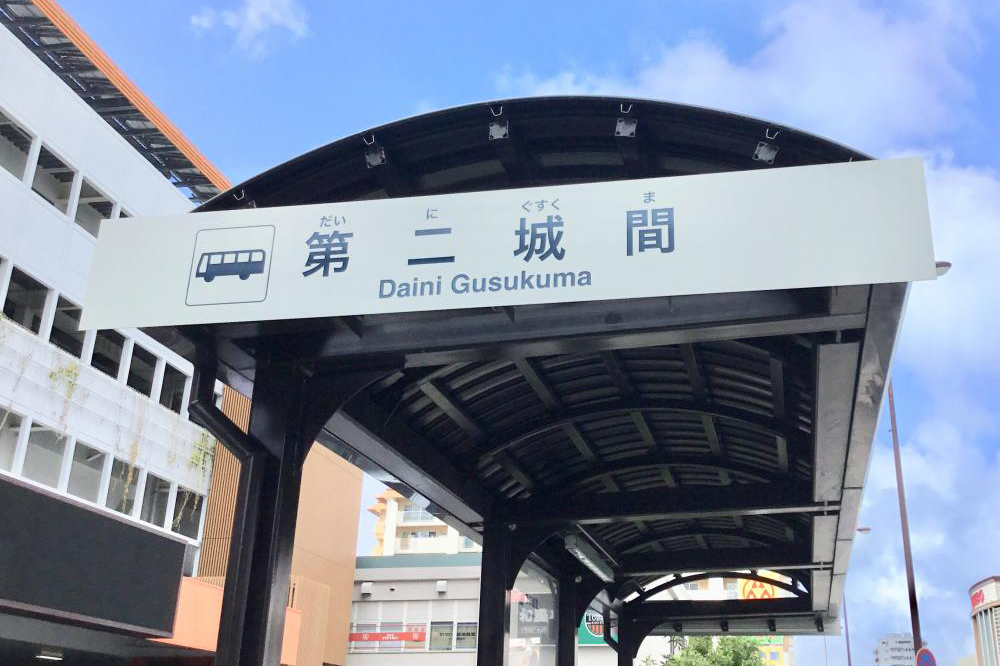 だい に ぐすく ま
第二城間
Daini Gusukuma